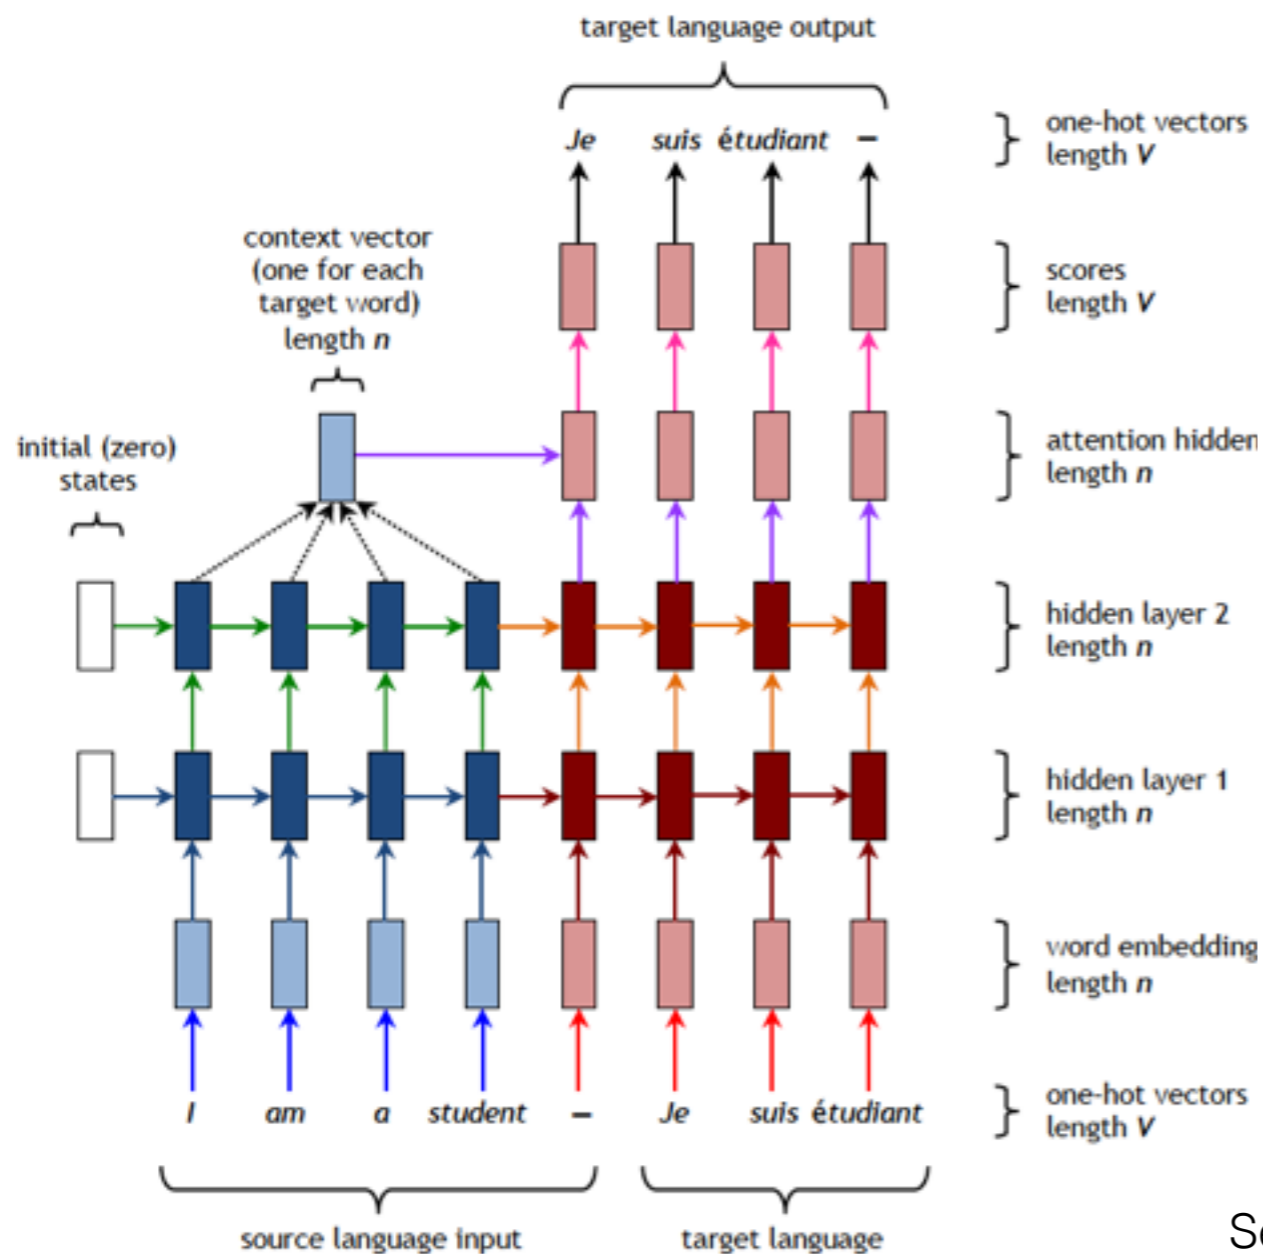 target language output
Je suis étudiant –
one-hot vectors
length V
context vector
(one for each
target word)
length n
scores
length V
initial (zero)
states
attention hidden
length n
hidden layer 2
length n
hidden layer 1
length n
word embedding
length n
I am a student – Je suis étudiant
one-hot vectors
length V
source language input
target language